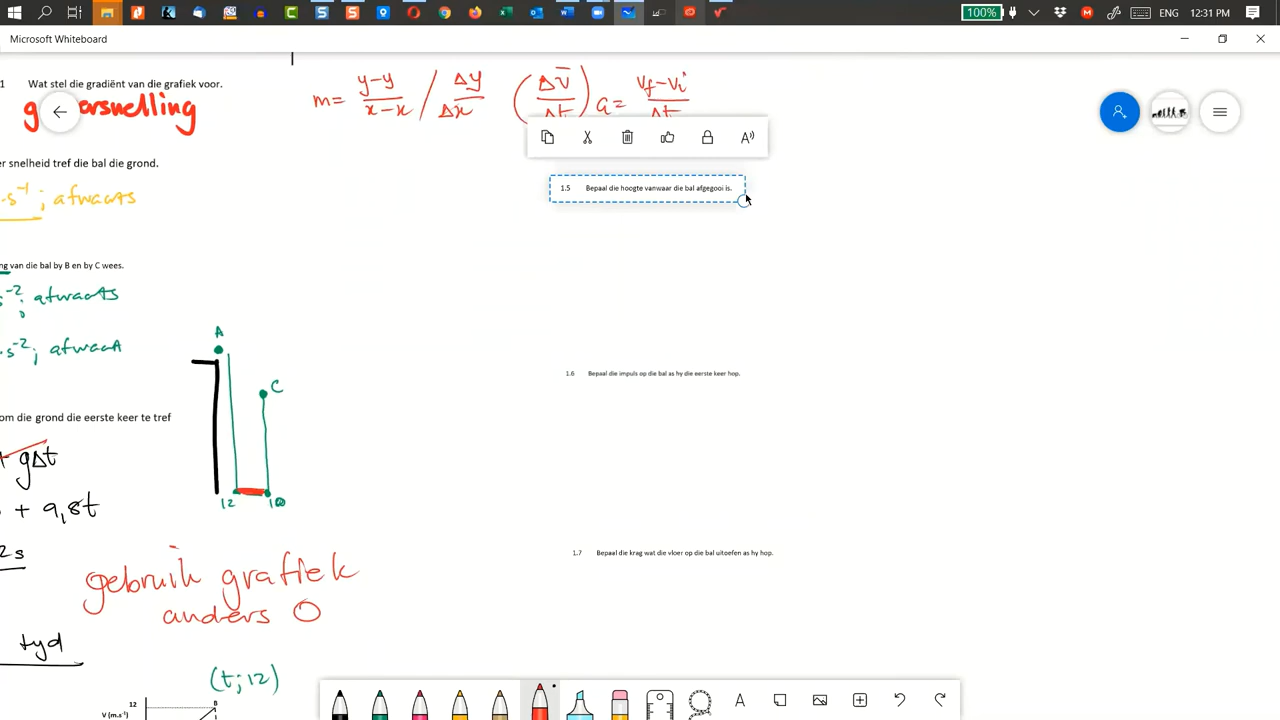 100%
ENG 12:31 PM
Microsoft Whiteboard
1 Wat stel die gradiënt van die grafiek voor.
m= y-y / x-x / Δy / Δx (Δv̄ / Δt) a= vf-vi / Δt
er snelheid tref die bal die grond.
·s⁻¹; afwaarts
1.5 Bepaal die hoogte vanwaar die bal afgegooi is.
ng van die bal by B en by C wees.
s⁻²; afwaarts
·s⁻²; afwaart
A
C
1.6 Bepaal die impuls op die bal as hy die eerste keer hop.
om die grond die eerste keer te tref
+ gΔt
+ 9,8t
12
10
2s
1.7 Bepaal die krag wat die vloer op die bal uitoefen as hy hop.
gebruik grafiek
anders 0
tyd
(t;12)
12
B
V (m.s⁻¹)
A